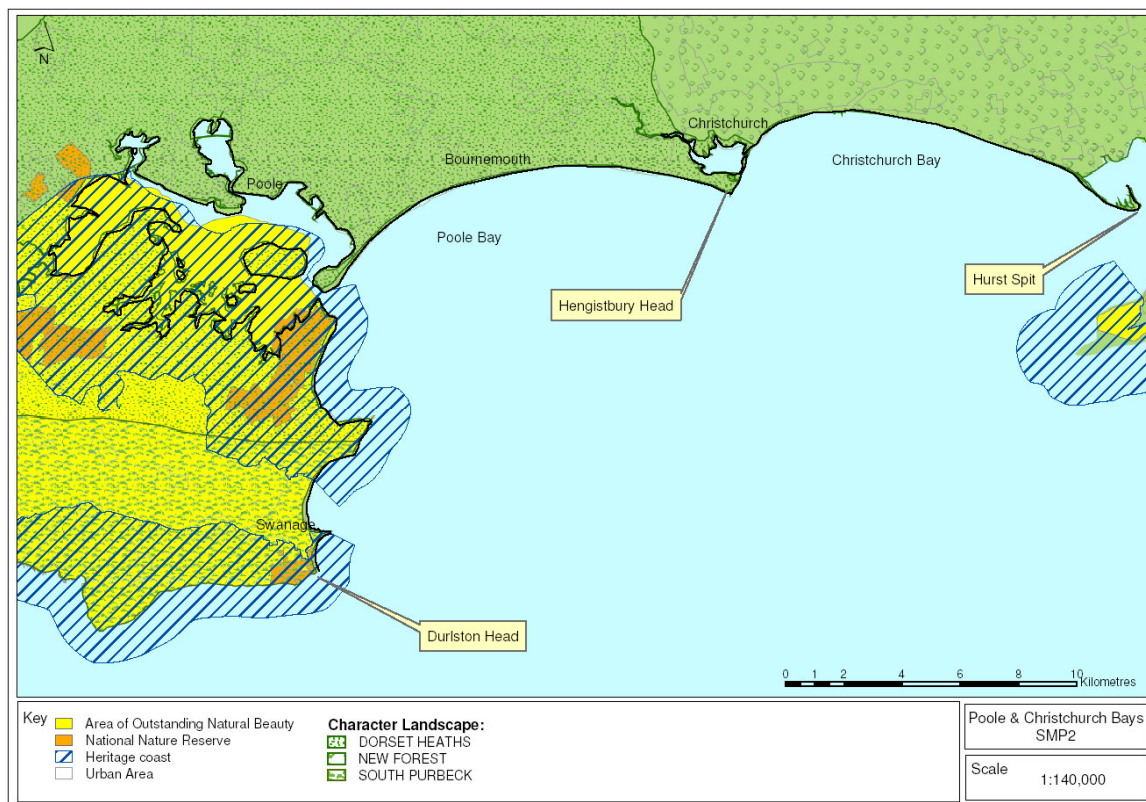 N
Christchurch
Bournemouth
Christchurch Bay
Poole
Poole Bay
Hurst Spit
Hengistbury Head
Swanage
Durlston Head
0 1 2 4 6 8 10
Kilometres
Key
Area of Outstanding Natural Beauty
National Nature Reserve
Heritage coast
Urban Area
Character Landscape:
DORSET HEATHS
NEW FOREST
SOUTH PURBECK
Poole & Christchurch Bays
SMP2
Scale
1:140,000